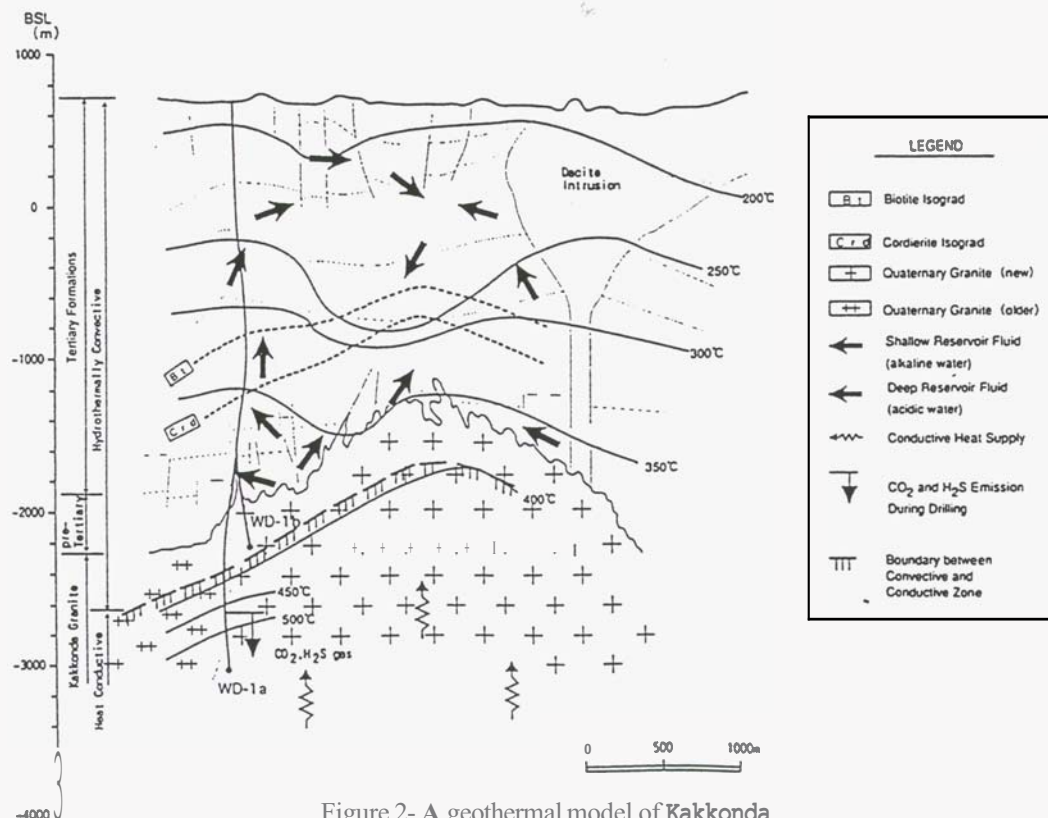 BSL
(m)
1000
0
-1000
-2000
-3000
-4000
Tertiary Formations
pre-
Tertiary
Kakkonda Granite
Hydrothermally Convective
Heat Conductive
Dacite
Intrusion
200°C
250°C
300°C
350°C
400°C
450°C
500°C
Bt
Crd
WD-1b
CO2, H2S gas
WD-1a
0 500 1000m
LEGEND
Bt Biotite Isograd
Crd Cordierite Isograd
+ Quaternary Granite (new)
++ Quaternary Granite (older)
Shallow Reservoir Fluid
(alkaline water)
Deep Reservoir Fluid
(acidic water)
Conductive Heat Supply
CO2 and H2S Emission
During Drilling
Boundary between
Convective and
Conductive Zone
Figure 2- A geothermal model of Kakkonda